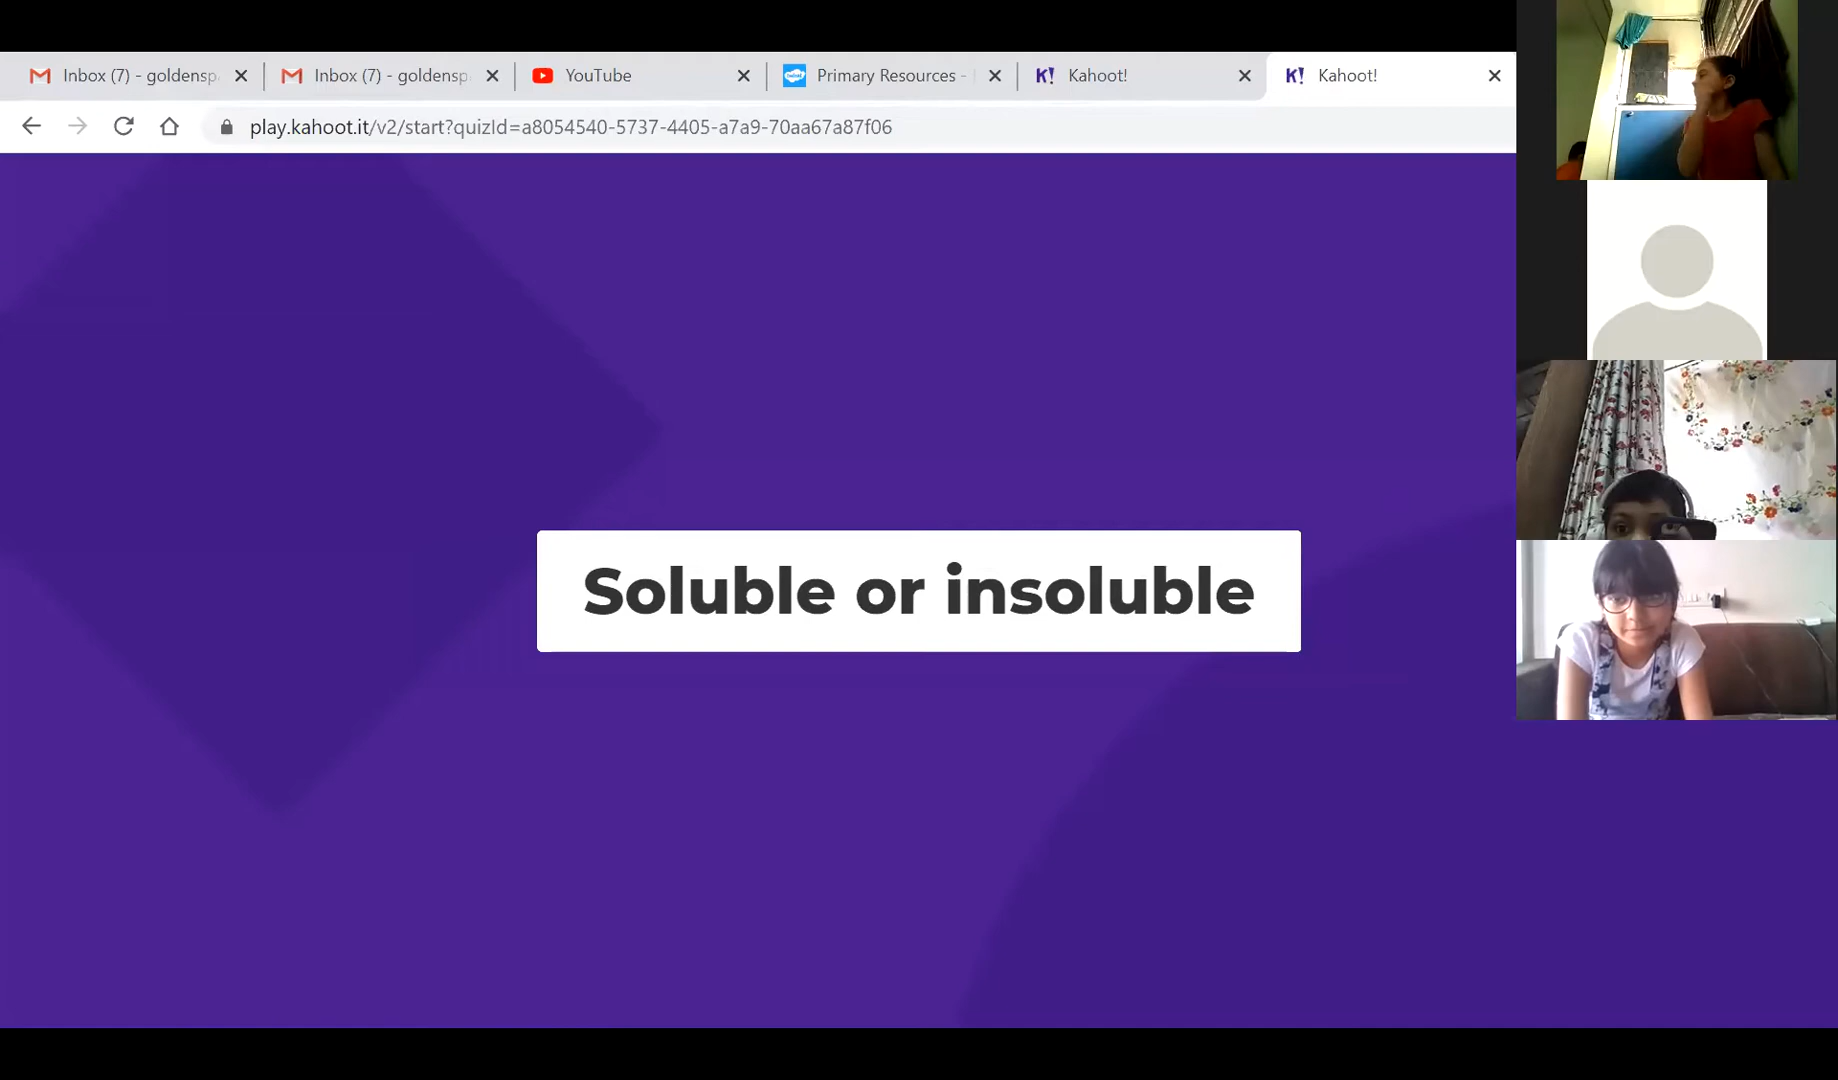 Inbox (7) - goldensp
Inbox (7) - goldensp
YouTube
Primary Resources -
K! Kahoot!
K! Kahoot!
play.kahoot.it/v2/start?quizId=a8054540-5737-4405-a7a9-70aa67a87f06
Soluble or insoluble